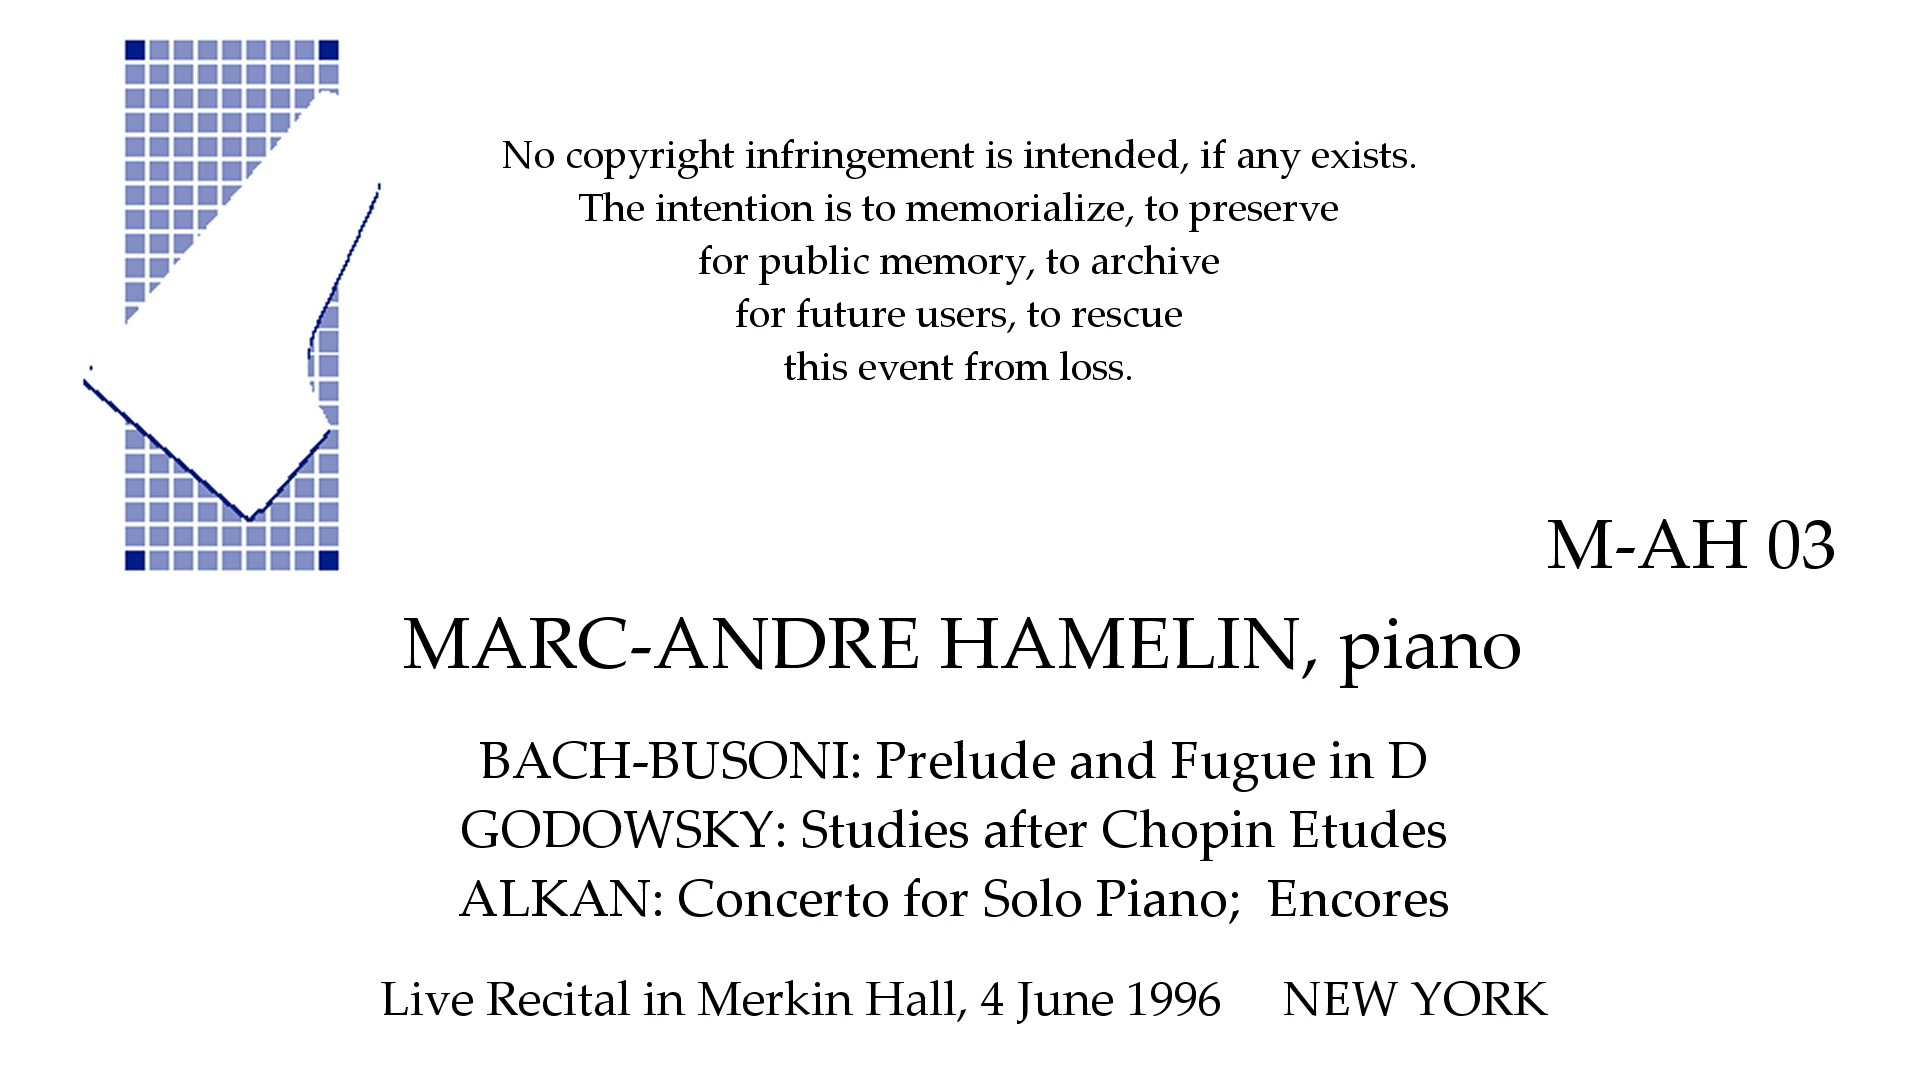 No copyright infringement is intended, if any exists.
The intention is to memorialize, to preserve
for public memory, to archive
for future users, to rescue
this event from loss.
M-AH 03
MARC-ANDRE HAMELIN, piano
BACH-BUSONI: Prelude and Fugue in D
GODOWSKY: Studies after Chopin Etudes
ALKAN: Concerto for Solo Piano;  Encores
Live Recital in Merkin Hall, 4 June 1996     NEW YORK